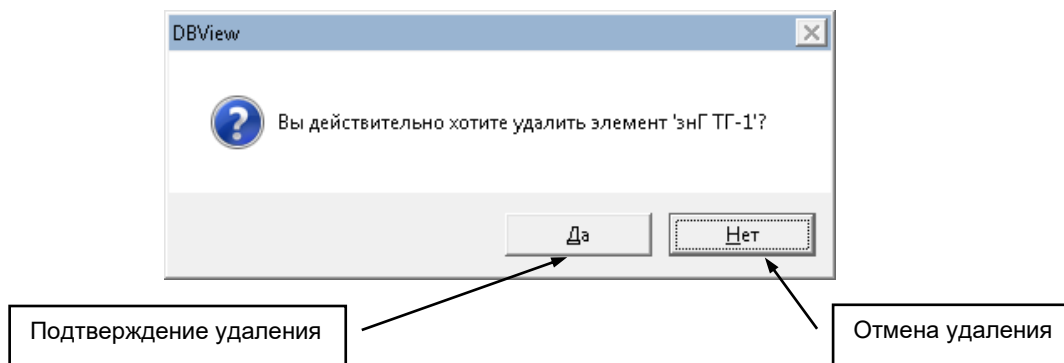 DBView
Вы действительно хотите удалить элемент 'знГ ТГ-1'?
Да
Нет
Подтверждение удаления
Отмена удаления